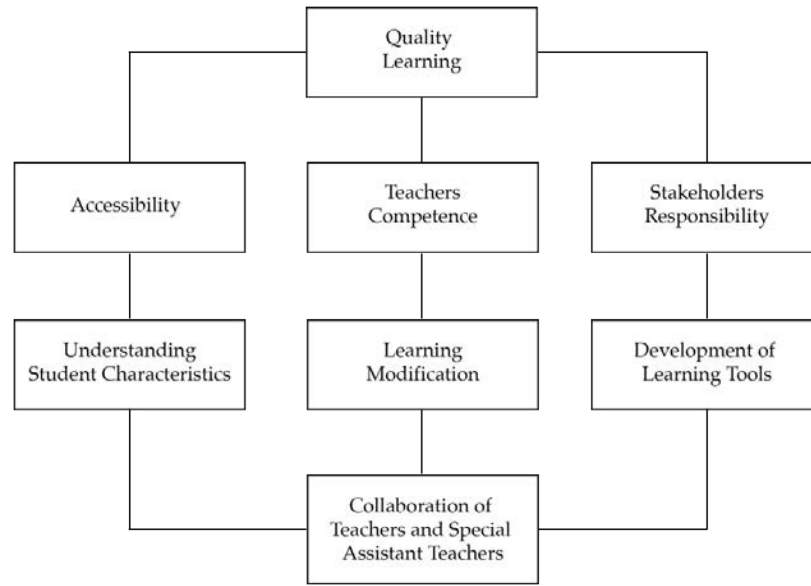 Quality
Learning
Accessibility
Teachers
Competence
Stakeholders
Responsibility
Understanding
Student Characteristics
Learning
Modification
Development of
Learning Tools
Collaboration of
Teachers and Special
Assistant Teachers